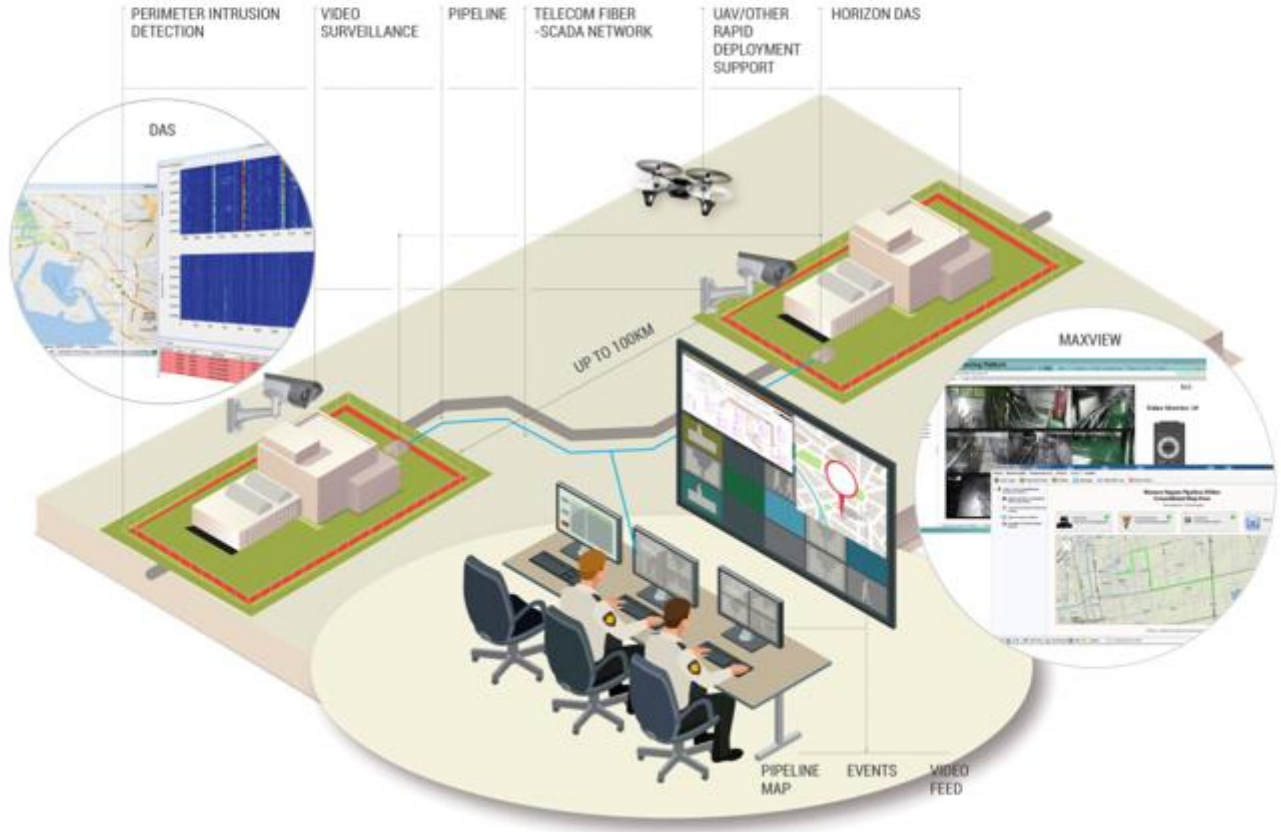 PERIMETER INTRUSION
DETECTION
VIDEO
SURVEILLANCE
PIPELINE
TELECOM FIBER
-SCADA NETWORK
UAV/OTHER
RAPID
DEPLOYMENT
SUPPORT
HORIZON DAS
DAS
UP TO 100KM
MAXVIEW
PIPELINE
MAP
EVENTS
VIDEO
FEED